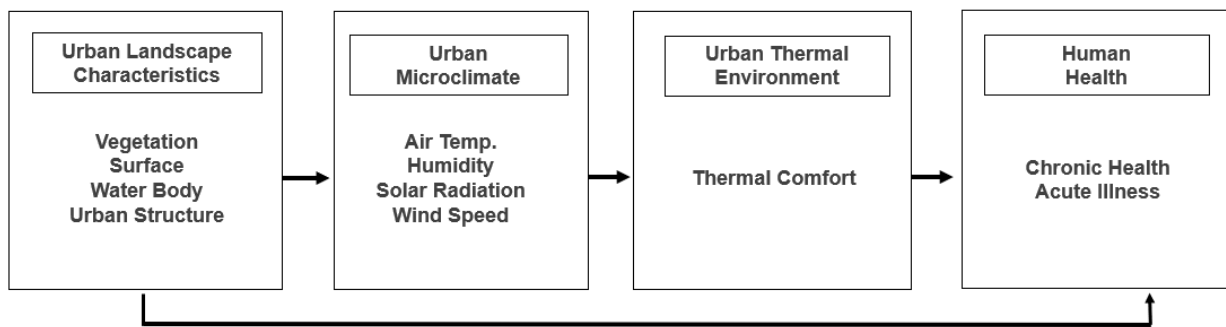 Urban Landscape
Characteristics
Vegetation
Surface
Water Body
Urban Structure
Urban
Microclimate
Air Temp.
Humidity
Solar Radiation
Wind Speed
Urban Thermal
Environment
Thermal Comfort
Human
Health
Chronic Health
Acute Illness